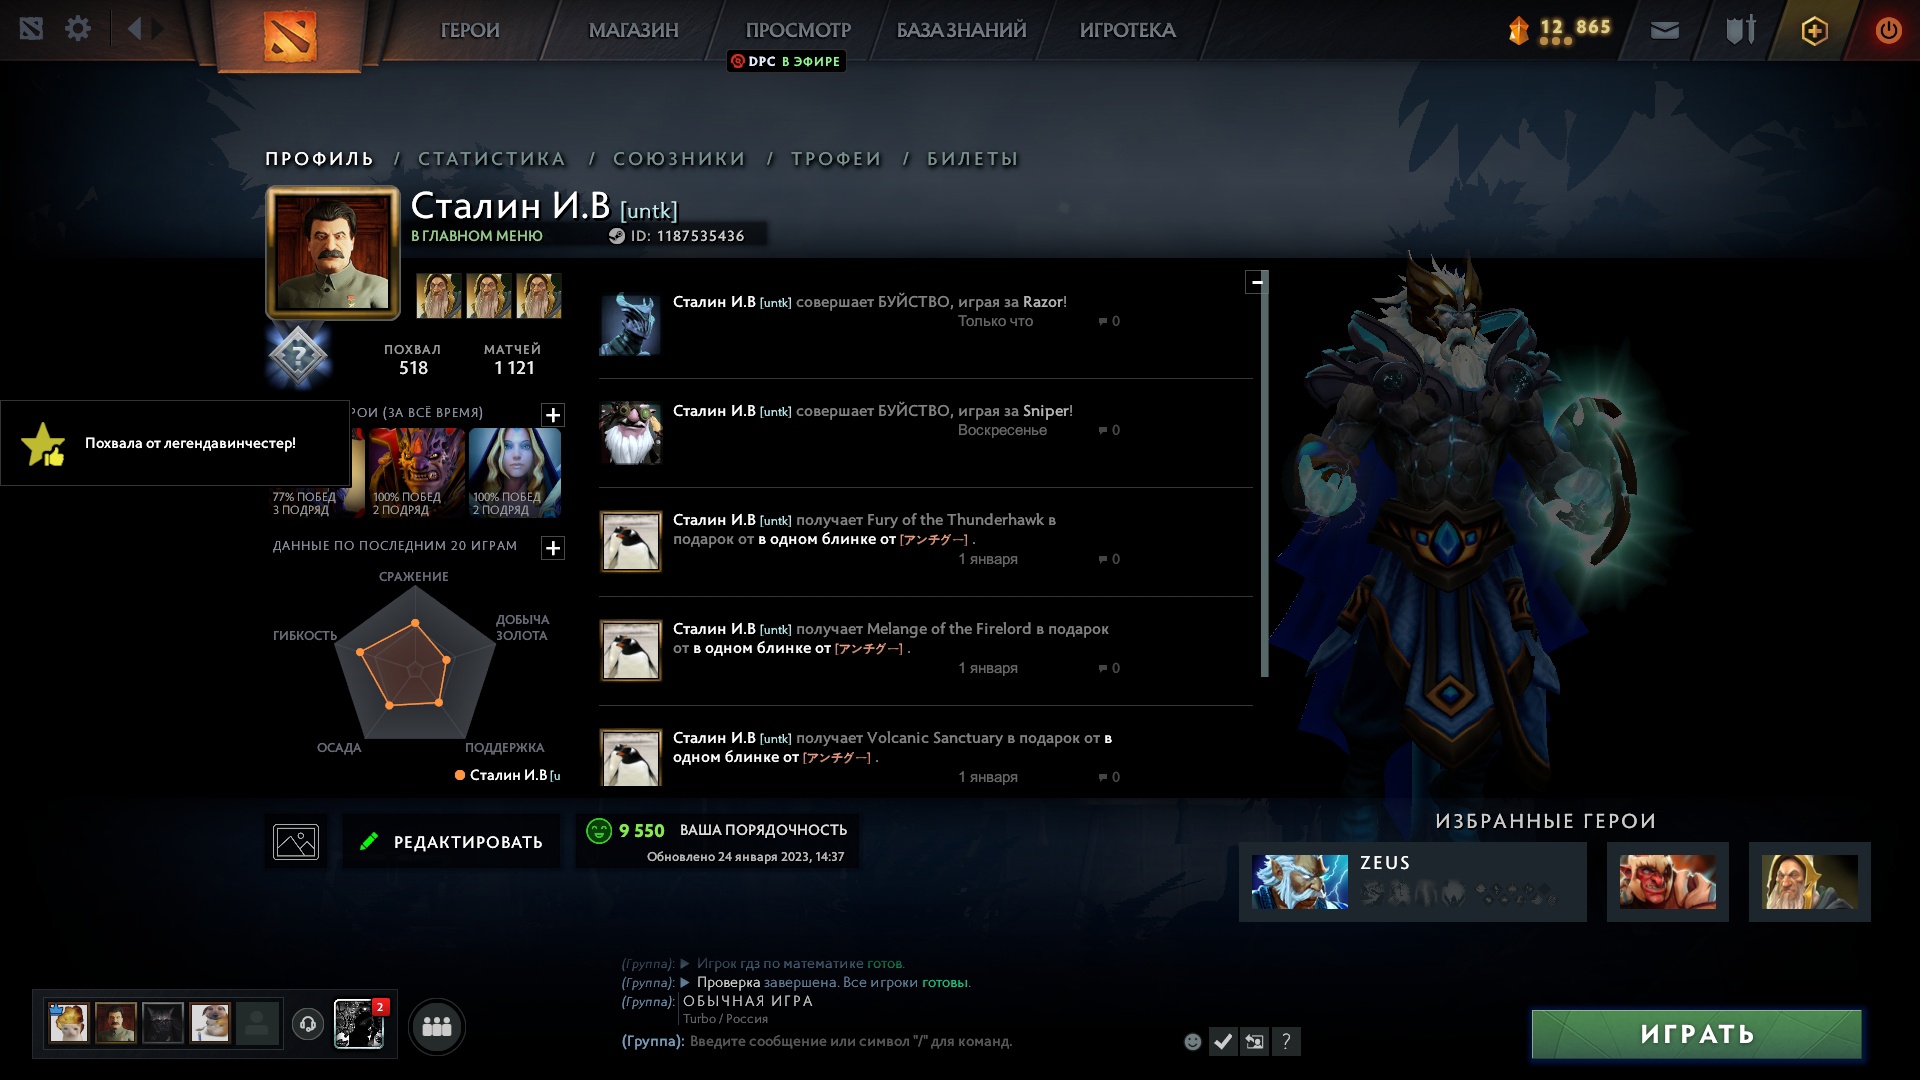 ГЕРОИ
МАГАЗИН
ПРОСМОТР
БАЗА ЗНАНИЙ
ИГРОТЕКА
12 865
DPC В ЭФИРЕ
ПРОФИЛЬ / СТАТИСТИКА / СОЮЗНИКИ / ТРОФЕИ / БИЛЕТЫ
Сталин И.В [untk]
В ГЛАВНОМ МЕНЮ
ID: 1187535436
?
ПОХВАЛ
518
МАТЧЕЙ
1 121
РОИ (ЗА ВСЁ ВРЕМЯ)
Похвала от легендавинчестер!
77% ПОБЕД
3 ПОДРЯД
100% ПОБЕД
2 ПОДРЯД
100% ПОБЕД
2 ПОДРЯД
ДАННЫЕ ПО ПОСЛЕДНИМ 20 ИГРАМ
СРАЖЕНИЕ
ДОБЫЧА
ЗОЛОТА
ГИБКОСТЬ
ОСАДА
ПОДДЕРЖКА
Сталин И.В [u
Сталин И.В [untk] совершает БУЙСТВО, играя за Razor!
Только что
0
Сталин И.В [untk] совершает БУЙСТВО, играя за Sniper!
Воскресенье
0
Сталин И.В [untk] получает Fury of the Thunderhawk в
подарок от в одном блинке от [アンチグー] .
1 января
0
Сталин И.В [untk] получает Melange of the Firelord в подарок
от в одном блинке от [アンチグー] .
1 января
0
Сталин И.В [untk] получает Volcanic Sanctuary в подарок от в
одном блинке от [アンチグー] .
1 января
0
РЕДАКТИРОВАТЬ
9 550 ВАША ПОРЯДОЧНОСТЬ
Обновлено 24 января 2023, 14:37
ИЗБРАННЫЕ ГЕРОИ
ZEUS
(Группа): Игрок гдз по математике готов.
(Группа): Проверка завершена. Все игроки готовы.
(Группа): ОБЫЧНАЯ ИГРА
Turbo / Россия
(Группа): Введите сообщение или символ "/" для команд.
?
2
ИГРАТЬ